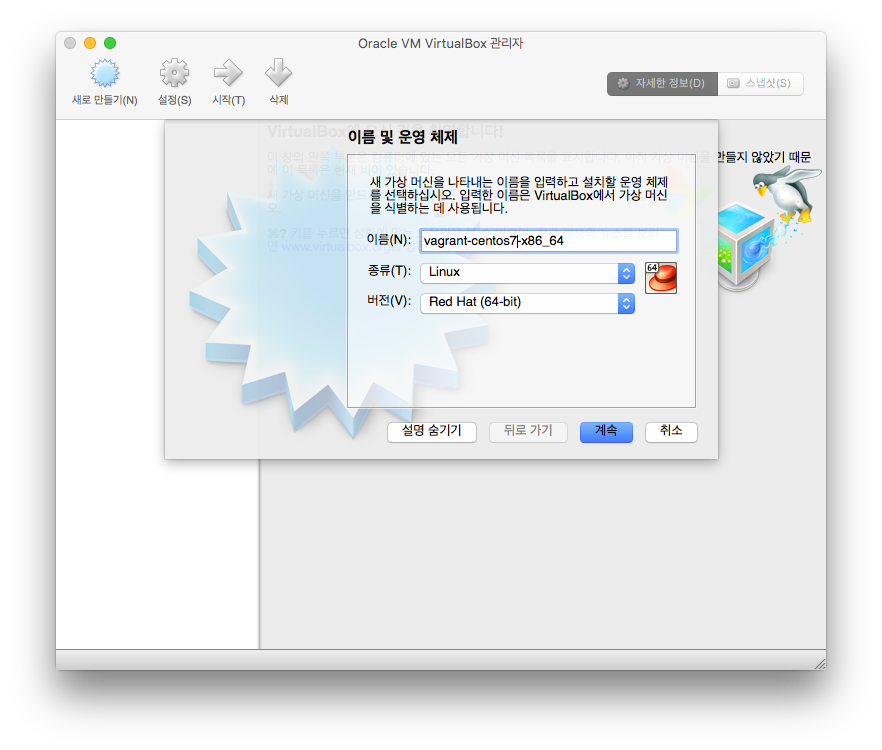 Oracle VM VirtualBox 관리자
새로 만들기(N)
설정(S)
시작(T)
삭제
자세한 정보(D)
스냅샷(S)
이름 및 운영 체제
만들지 않았기 때문
새 가상 머신을 나타내는 이름을 입력하고 설치할 운영 체제
를 선택하십시오. 입력한 이름은 VirtualBox에서 가상 머신
을 식별하는 데 사용됩니다.
이름(N):
vagrant-centos7-x86_64
종류(T):
Linux
64
버전(V):
Red Hat (64-bit)
설명 숨기기
뒤로 가기
계속
취소